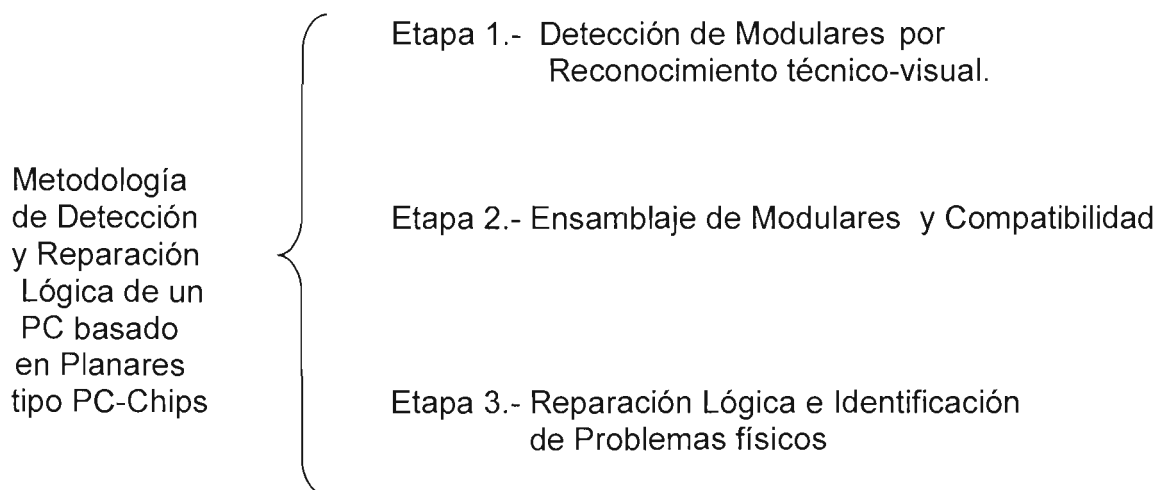 Metodología
de Detección
y Reparación
Lógica de un
PC basado
en Planares
tipo PC-Chips
Etapa 1.- Detección de Modulares por
Reconocimiento técnico-visual.
Etapa 2.- Ensamblaje de Modulares y Compatibilidad
Etapa 3.- Reparación Lógica e Identificación
de Problemas físicos